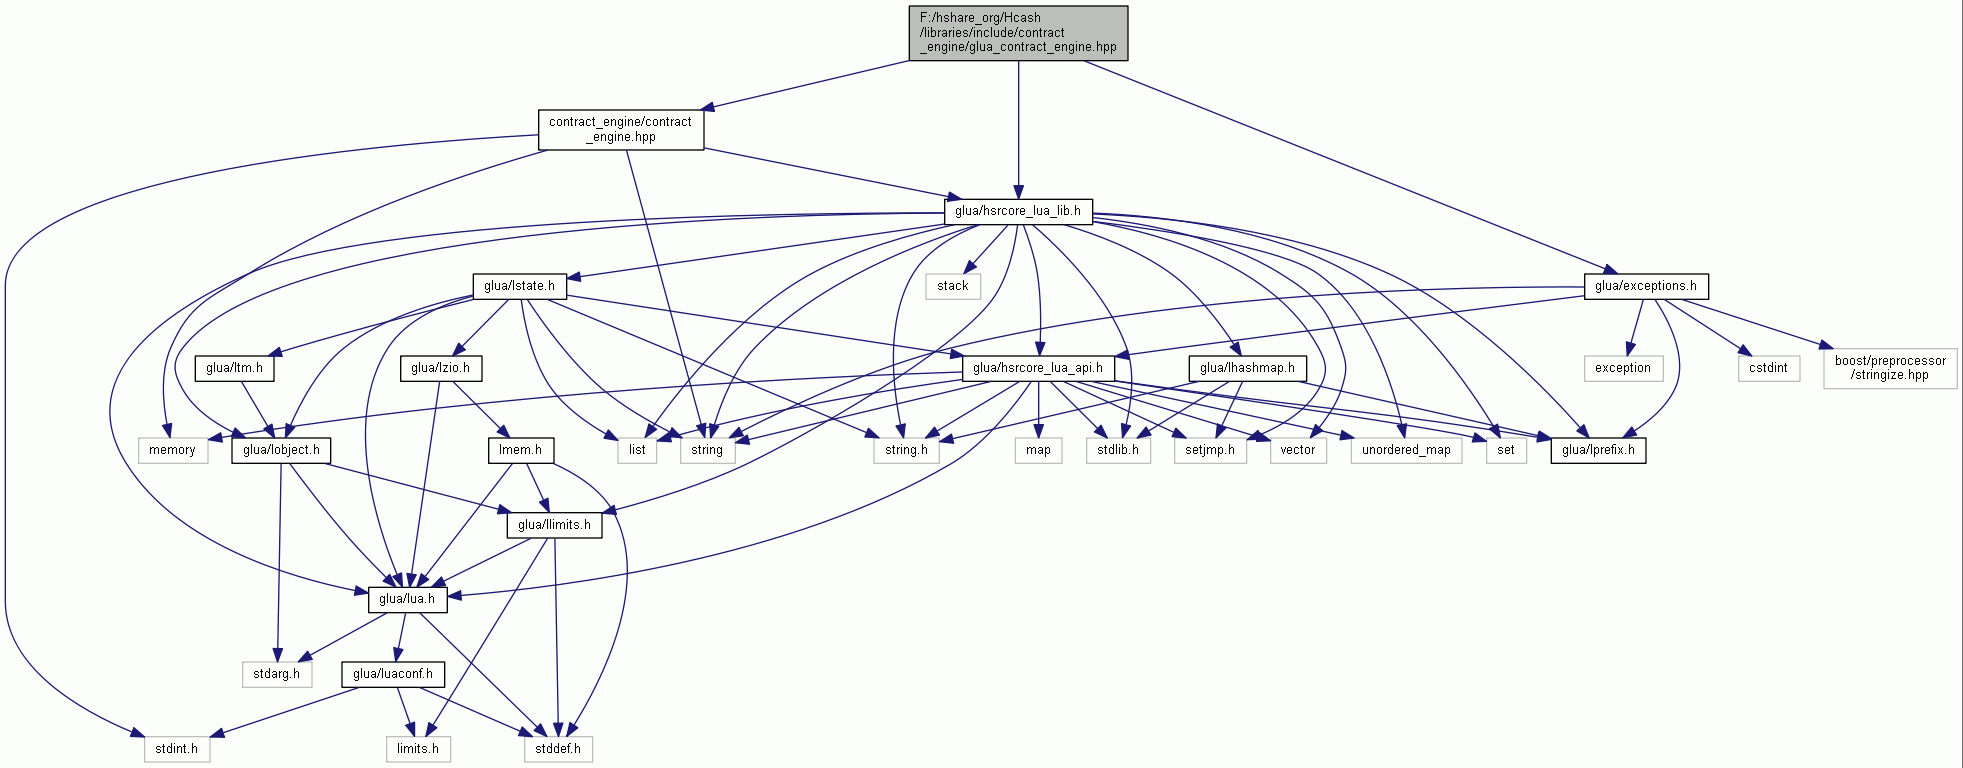 F:/hshare_org/Hcash
/libraries/include/contract
_engine/glua_contract_engine.hpp
contract_engine/contract
_engine.hpp
glua/hsrcore_lua_lib.h
glua/lstate.h
stack
glua/exceptions.h
glua/ltm.h
glua/lzio.h
glua/hsrcore_lua_api.h
glua/lhashmap.h
exception
cstdint
boost/preprocessor
/stringize.hpp
memory
glua/lobject.h
lmem.h
list
string
string.h
map
stdlib.h
setjmp.h
vector
unordered_map
set
glua/lprefix.h
glua/llimits.h
glua/lua.h
stdarg.h
glua/luaconf.h
stdint.h
limits.h
stddef.h